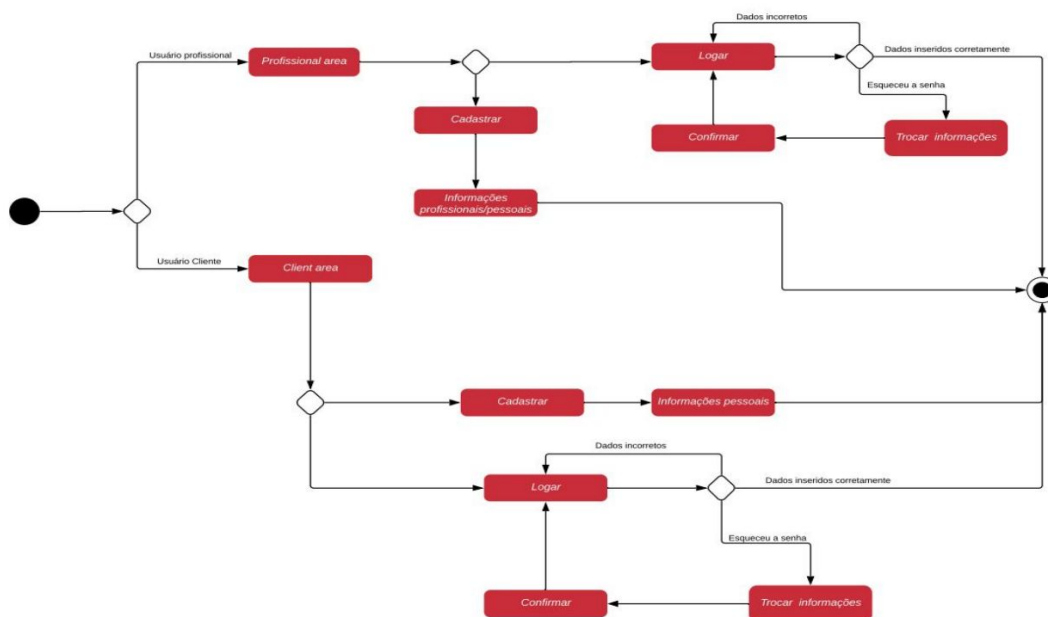 Dados incorretos
Usuário profissional
Profissional area
Logar
Dados inseridos corretamente
Esqueceu a senha
Cadastrar
Confirmar
Trocar informações
Informações
profissionais/pessoais
Usuário Cliente
Client area
Cadastrar
Informações pessoais
Dados incorretos
Logar
Dados inseridos corretamente
Esqueceu a senha
Confirmar
Trocar informações